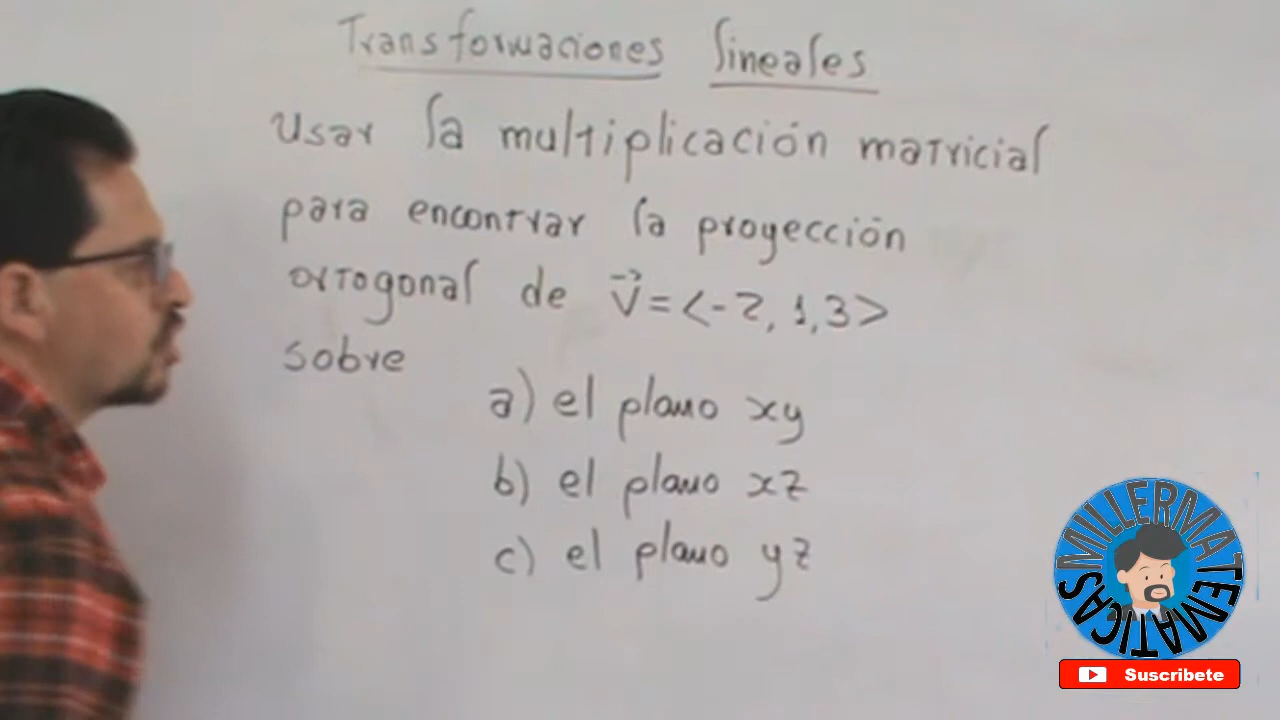 Transformaciones lineales
Usar la multiplicación matricial
para encontrar la proyección
ortogonal de v⃗ = <-2, 1, 3>
sobre
a) el plano xy
b) el plano xz
c) el plano yz
MILLERMATEMATICAS
Suscribete